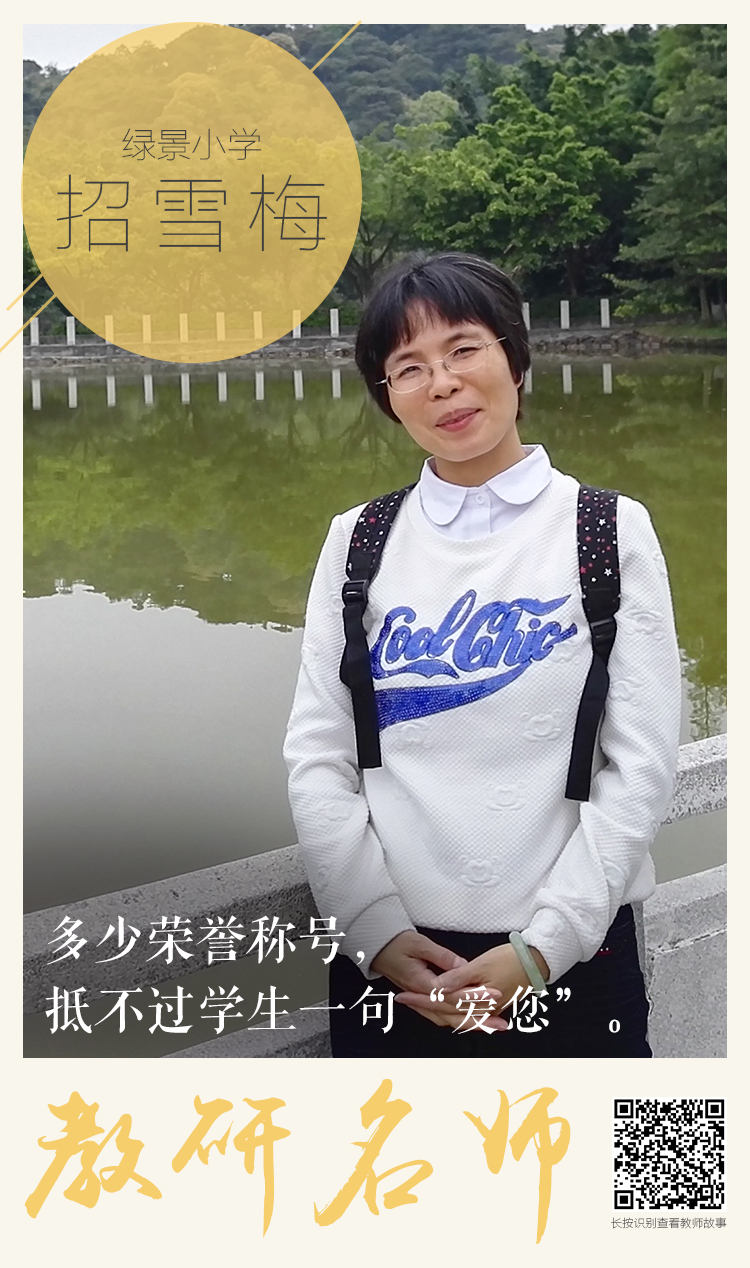 绿景小学
招雪梅
Cool Chic
多少荣誉称号，
抵不过学生一句“爱您”。
教研名师
长按识别查看教师故事